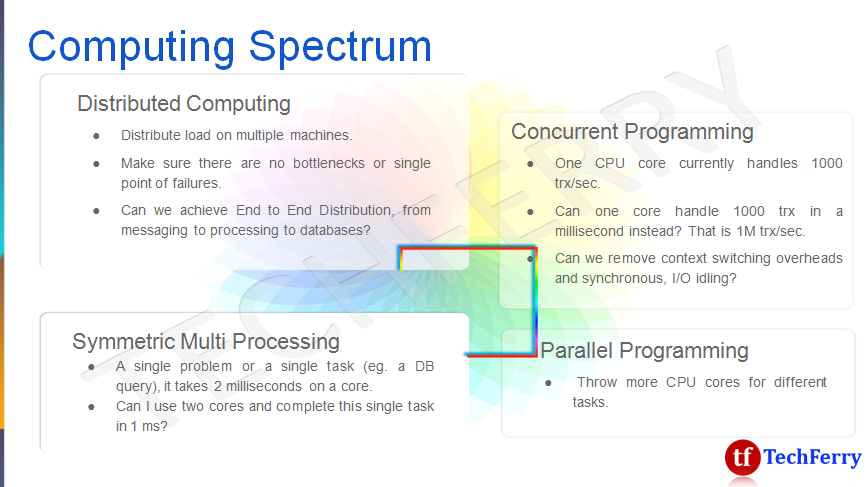 Computing Spectrum
Distributed Computing
● Distribute load on multiple machines.
● Make sure there are no bottlenecks or single
point of failures.
● Can we achieve End to End Distribution, from
messaging to processing to databases?
Concurrent Programming
● One CPU core currently handles 1000
trx/sec.
● Can one core handle 1000 trx in a
millisecond instead? That is 1M trx/sec.
● Can we remove context switching overheads
and synchronous, I/O idling?
Symmetric Multi Processing
● A single problem or a single task (eg. a DB
query), it takes 2 milliseconds on a core.
● Can I use two cores and complete this single task
in 1 ms?
Parallel Programming
● Throw more CPU cores for different
tasks.
TECHFERRY
tf TechFerry